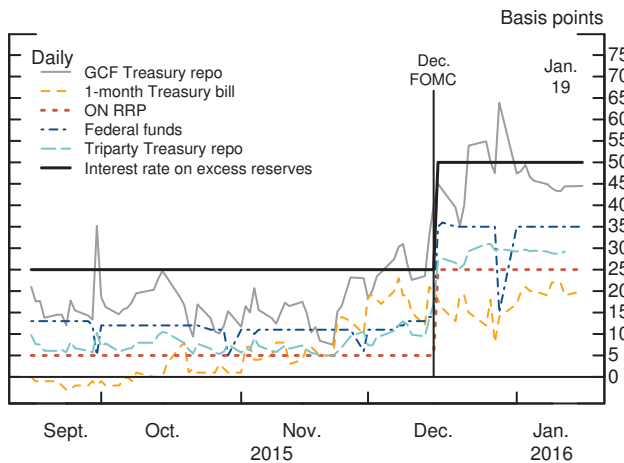 Basis points
Daily
GCF Treasury repo
1-month Treasury bill
ON RRP
Federal funds
Triparty Treasury repo
Interest rate on excess reserves
Dec.
FOMC
Jan.
19
75
70
65
60
55
50
45
40
35
30
25
20
15
10
5
0
Sept.
Oct.
Nov.
Dec.
Jan.
2015
2016